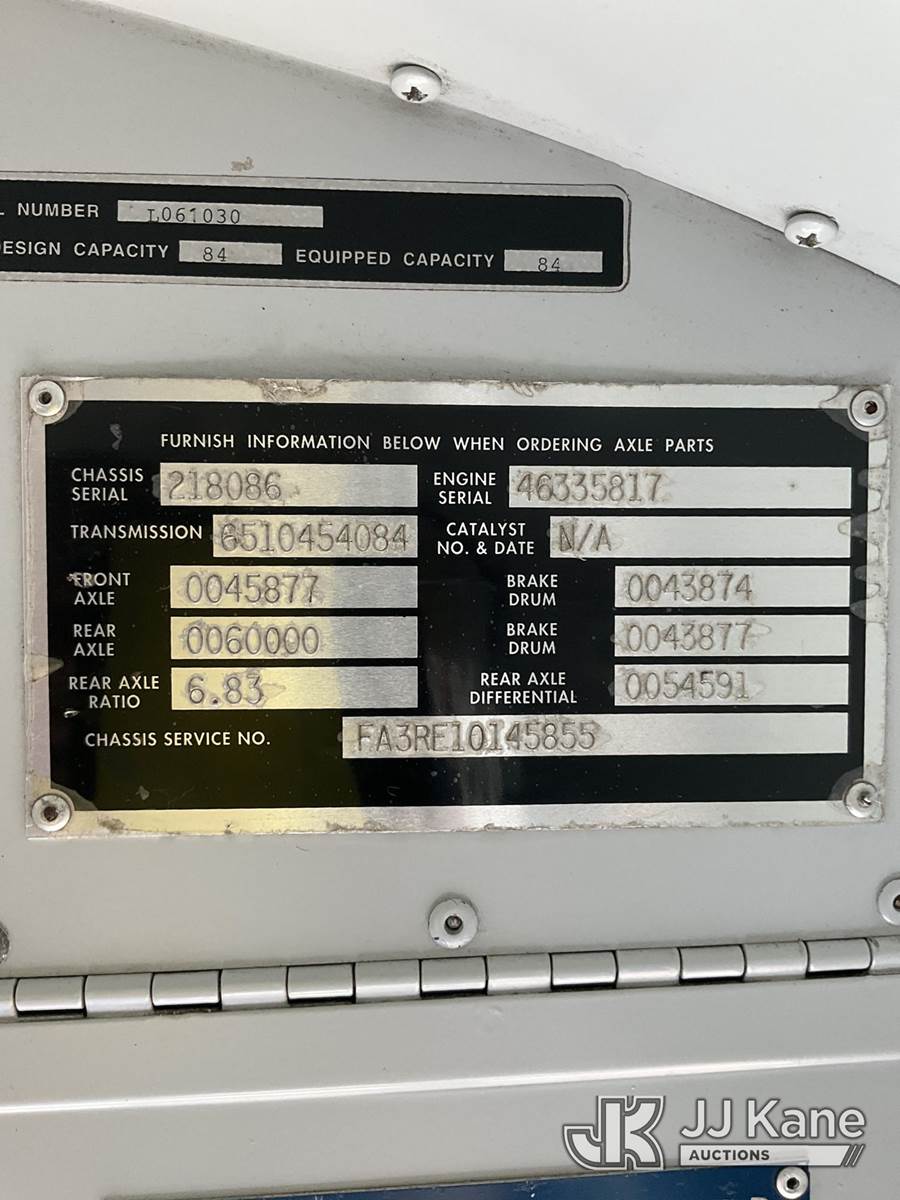 L NUMBER L061030
ESIGN CAPACITY 84 EQUIPPED CAPACITY 84
FURNISH INFORMATION BELOW WHEN ORDERING AXLE PARTS
CHASSIS SERIAL 218086 ENGINE SERIAL 46335817
TRANSMISSION 6510454084 CATALYST NO. & DATE N/A
FRONT AXLE 0045877 BRAKE DRUM 0043874
REAR AXLE 0060000 BRAKE DRUM 0043877
REAR AXLE RATIO 6.83 REAR AXLE DIFFERENTIAL 0054591
CHASSIS SERVICE NO. FA3RE10145855
JK JJ Kane
AUCTIONS